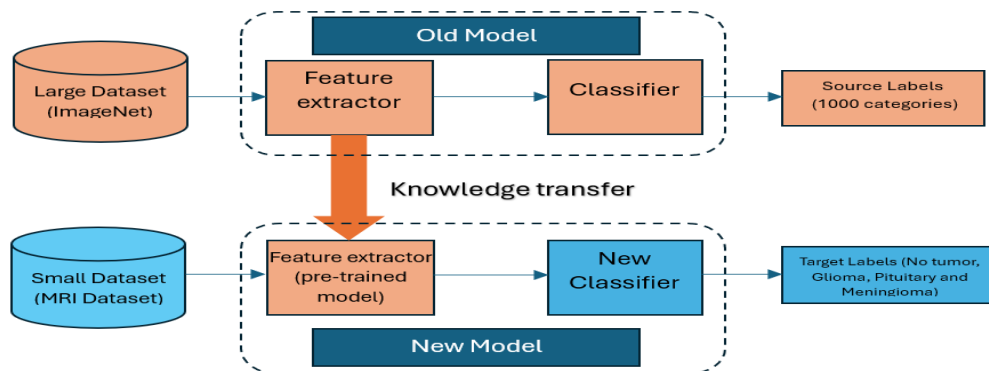 Old Model
Large Dataset
(ImageNet)
Feature
extractor
Classifier
Source Labels
(1000 categories)
Knowledge transfer
Small Dataset
(MRI Dataset)
Feature extractor
(pre-trained
model)
New
Classifier
Target Labels (No tumor,
Glioma, Pituitary and
Meningioma)
New Model